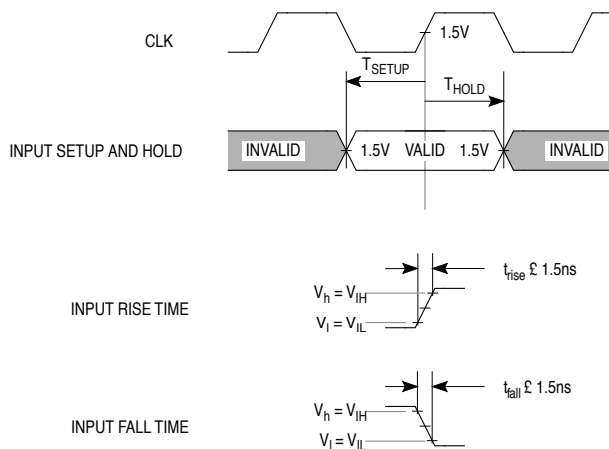 CLK
1.5V
TSETUP
THOLD
INPUT SETUP AND HOLD
INVALID
1.5V
VALID
1.5V
INVALID
trise £ 1.5ns
Vh = VIH
INPUT RISE TIME
Vl = VIL
tfall £ 1.5ns
Vh = VIH
INPUT FALL TIME
Vl = VIL